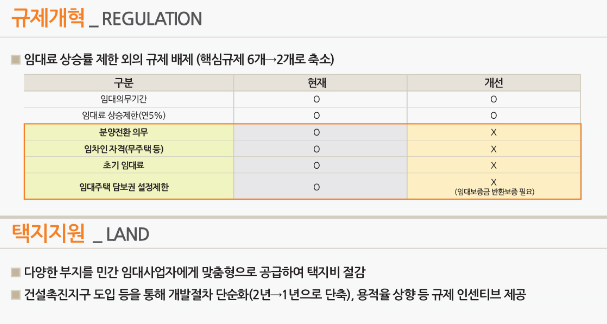 규제개혁 _ REGULATION
임대료 상승률 제한 외의 규제 배제 (핵심규제 6개→2개로 축소)
구분 현재 개선
임대의무기간 O O
임대료 상승제한(연5%) O O
분양전환 의무 O X
임차인 자격(무주택 등) O X
초기 임대료 O X
임대주택 담보권 설정제한 O X
(임대보증금 반환보증 필요)
택지지원 _ LAND
다양한 부지를 민간 임대사업자에게 맞춤형으로 공급하여 택지비 절감
건설촉진지구 도입 등을 통해 개발절차 단순화(2년→1년으로 단축), 용적율 상향 등 규제 인센티브 제공